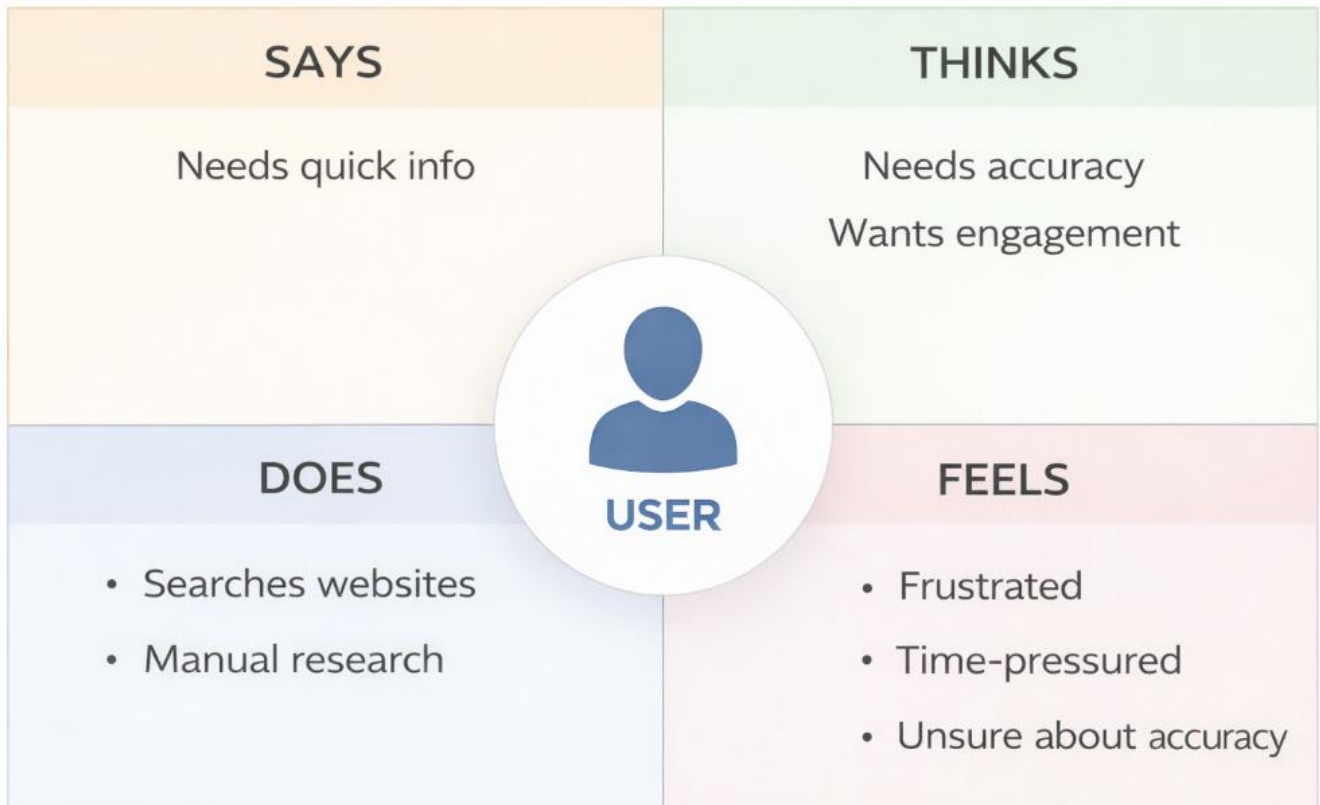 SAYS
Needs quick info
THINKS
Needs accuracy
Wants engagement
USER
DOES
• Searches websites
• Manual research
FEELS
• Frustrated
• Time-pressured
• Unsure about accuracy